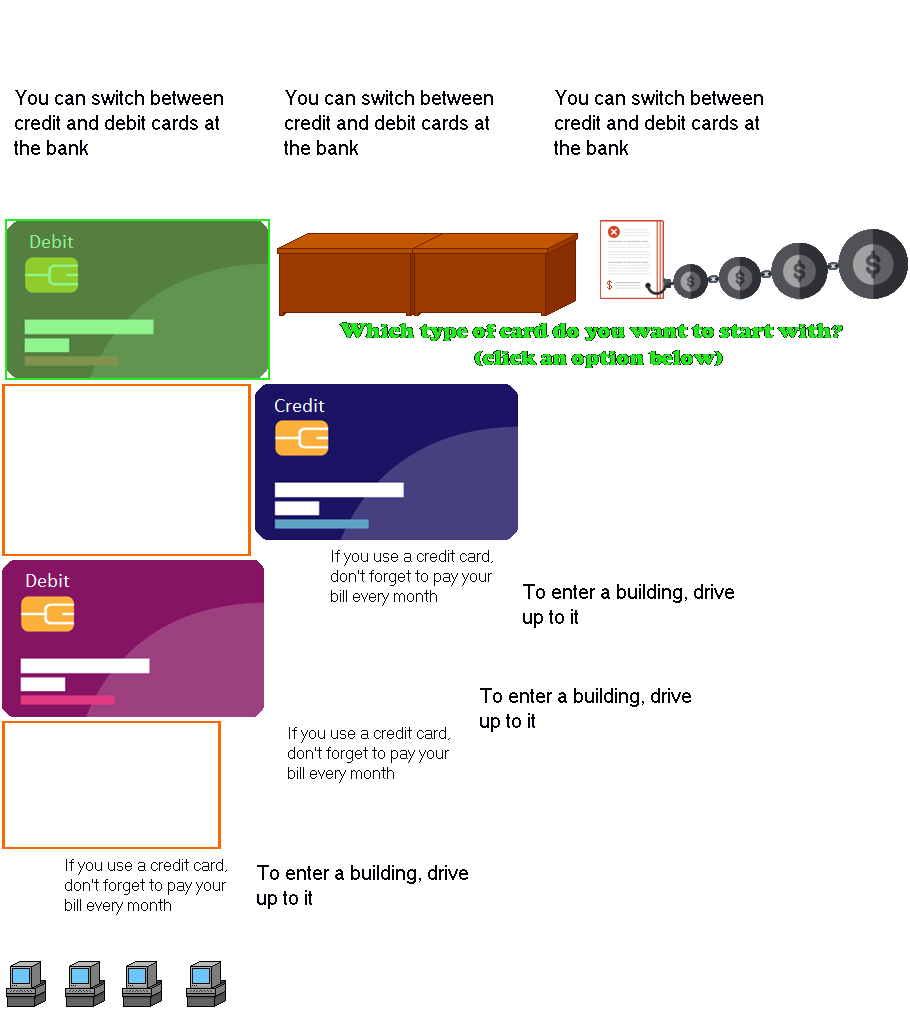 You can switch between
credit and debit cards at
the bank
You can switch between
credit and debit cards at
the bank
You can switch between
credit and debit cards at
the bank
Debit
$
$
$
$
$
Which type of card do you want to start with?
(click an option below)
Credit
If you use a credit card,
don't forget to pay your
bill every month
To enter a building, drive
up to it
Debit
To enter a building, drive
up to it
If you use a credit card,
don't forget to pay your
bill every month
If you use a credit card,
don't forget to pay your
bill every month
To enter a building, drive
up to it